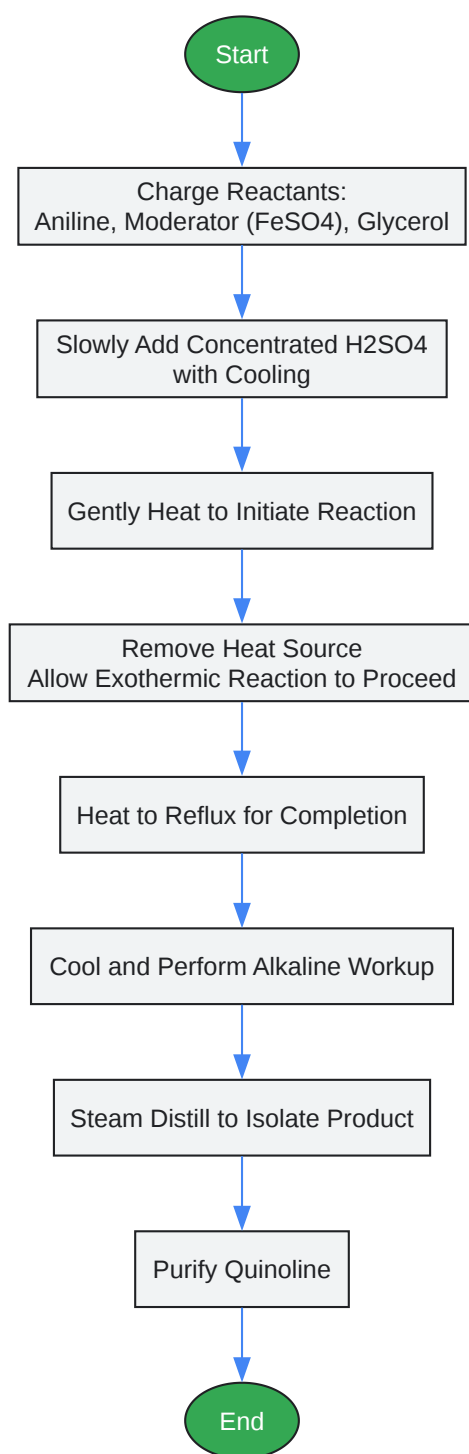 Start
Charge Reactants:
Aniline, Moderator (FeSO4), Glycerol
Slowly Add Concentrated H2SO4
with Cooling
Gently Heat to Initiate Reaction
Remove Heat Source
Allow Exothermic Reaction to Proceed
Heat to Reflux for Completion
Cool and Perform Alkaline Workup
Steam Distill to Isolate Product
Purify Quinoline
End